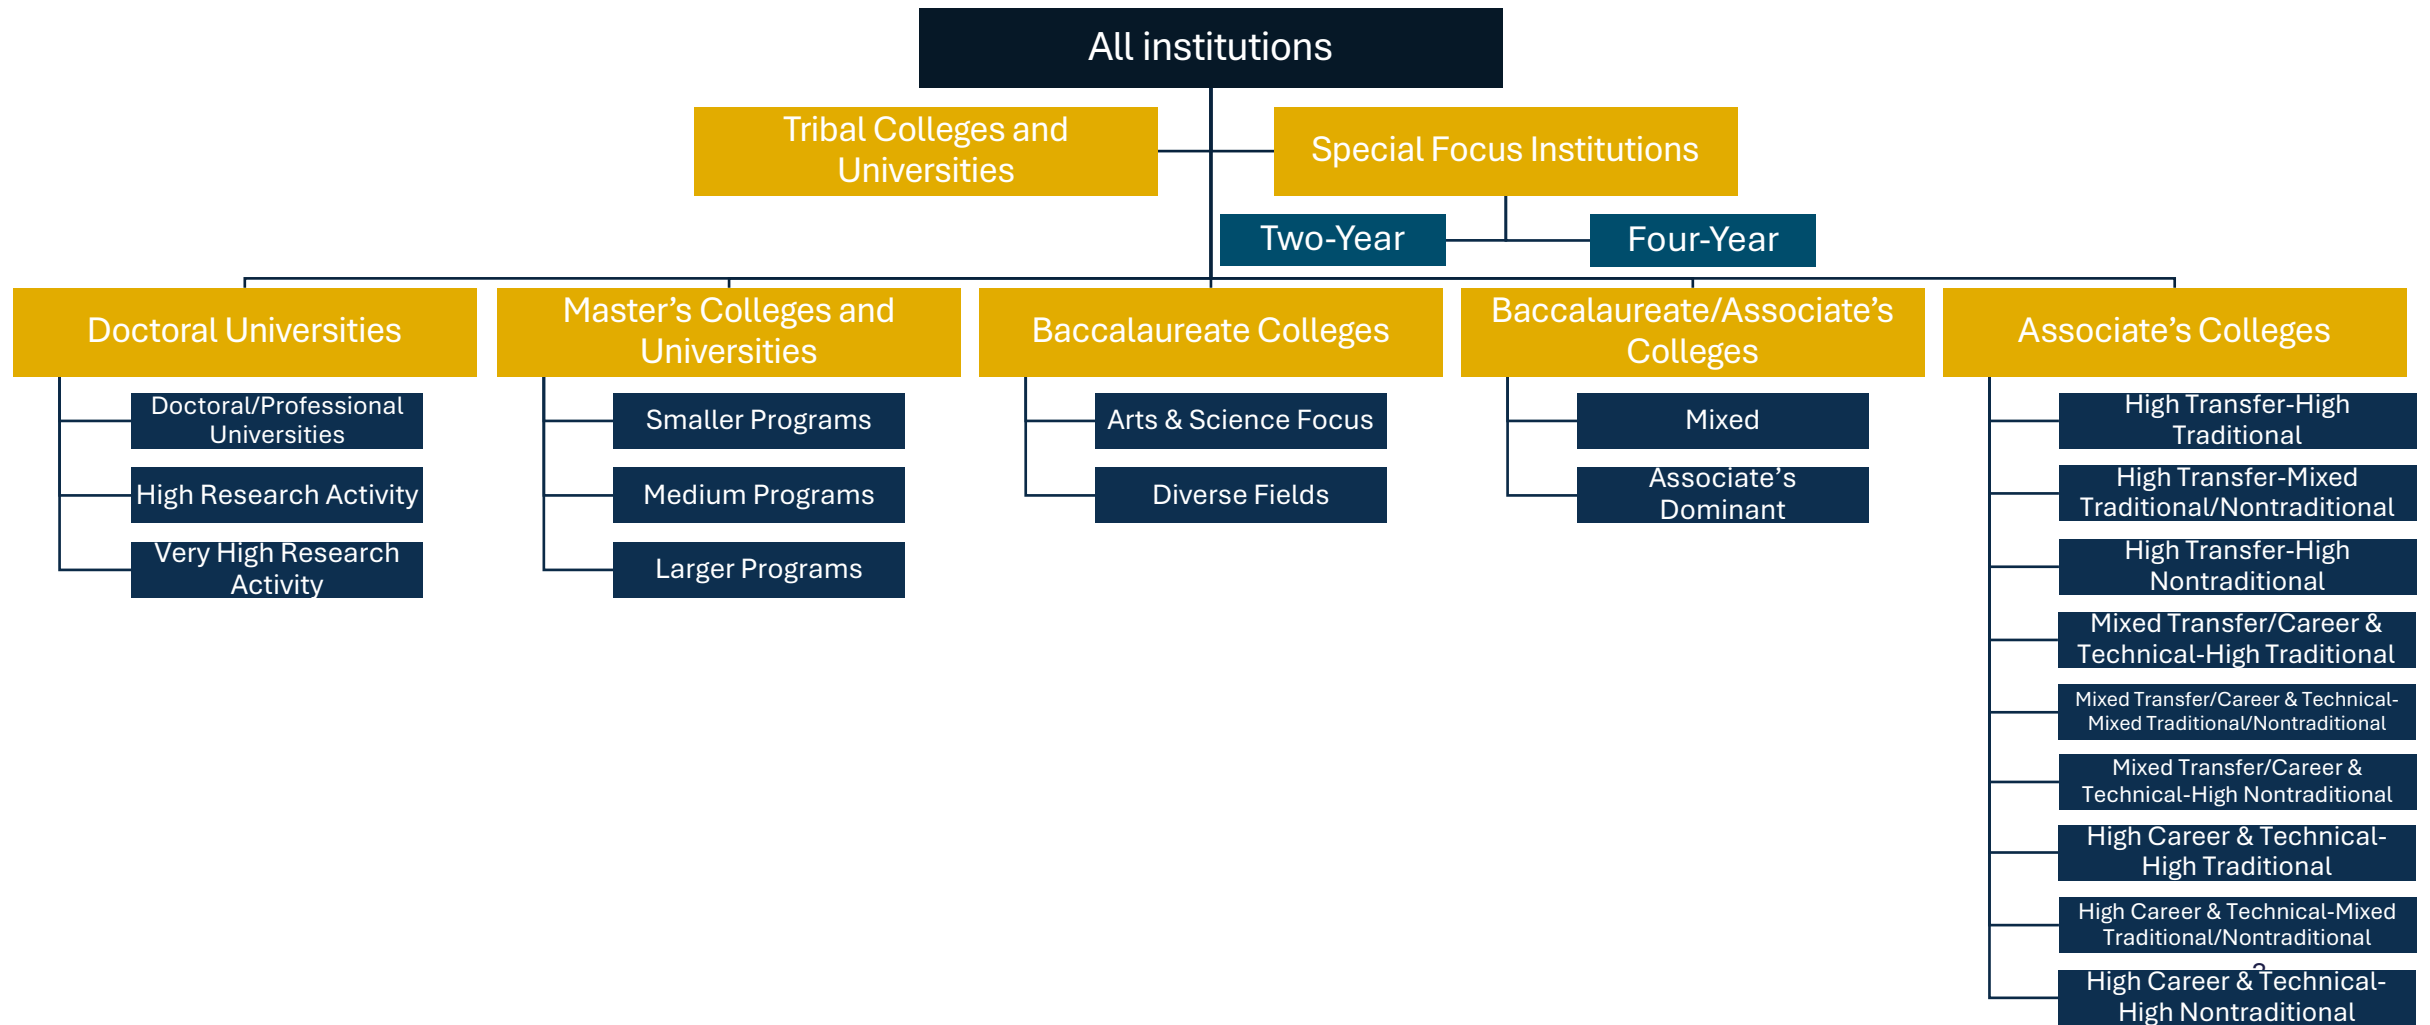 All institutions
Tribal Colleges and
Universities
Special Focus Institutions
Two-Year
Four-Year
Doctoral Universities
Doctoral/Professional
Universities
High Research Activity
Very High Research
Activity
Master’s Colleges and
Universities
Smaller Programs
Medium Programs
Larger Programs
Baccalaureate Colleges
Arts & Science Focus
Diverse Fields
Baccalaureate/Associate’s
Colleges
Mixed
Associate’s
Dominant
Associate’s Colleges
High Transfer-High
Traditional
High Transfer-Mixed
Traditional/Nontraditional
High Transfer-High
Nontraditional
Mixed Transfer/Career &
Technical-High Traditional
Mixed Transfer/Career & Technical-
Mixed Traditional/Nontraditional
Mixed Transfer/Career &
Technical-High Nontraditional
High Career & Technical-
High Traditional
High Career & Technical-Mixed
Traditional/Nontraditional
High Career & Technical-
High Nontraditional